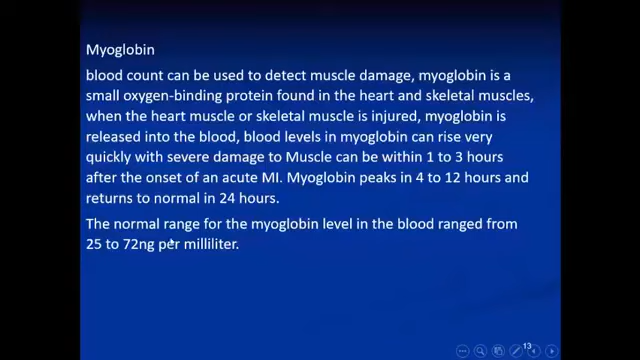 Myoglobin
blood count can be used to detect muscle damage, myoglobin is a
small oxygen-binding protein found in the heart and skeletal muscles,
when the heart muscle or skeletal muscle is injured, myoglobin is
released into the blood, blood levels in myoglobin can rise very
quickly with severe damage to Muscle can be within 1 to 3 hours
after the onset of an acute MI. Myoglobin peaks in 4 to 12 hours and
returns to normal in 24 hours.
The normal range for the myoglobin level in the blood ranged from
25 to 72ng per milliliter.
13